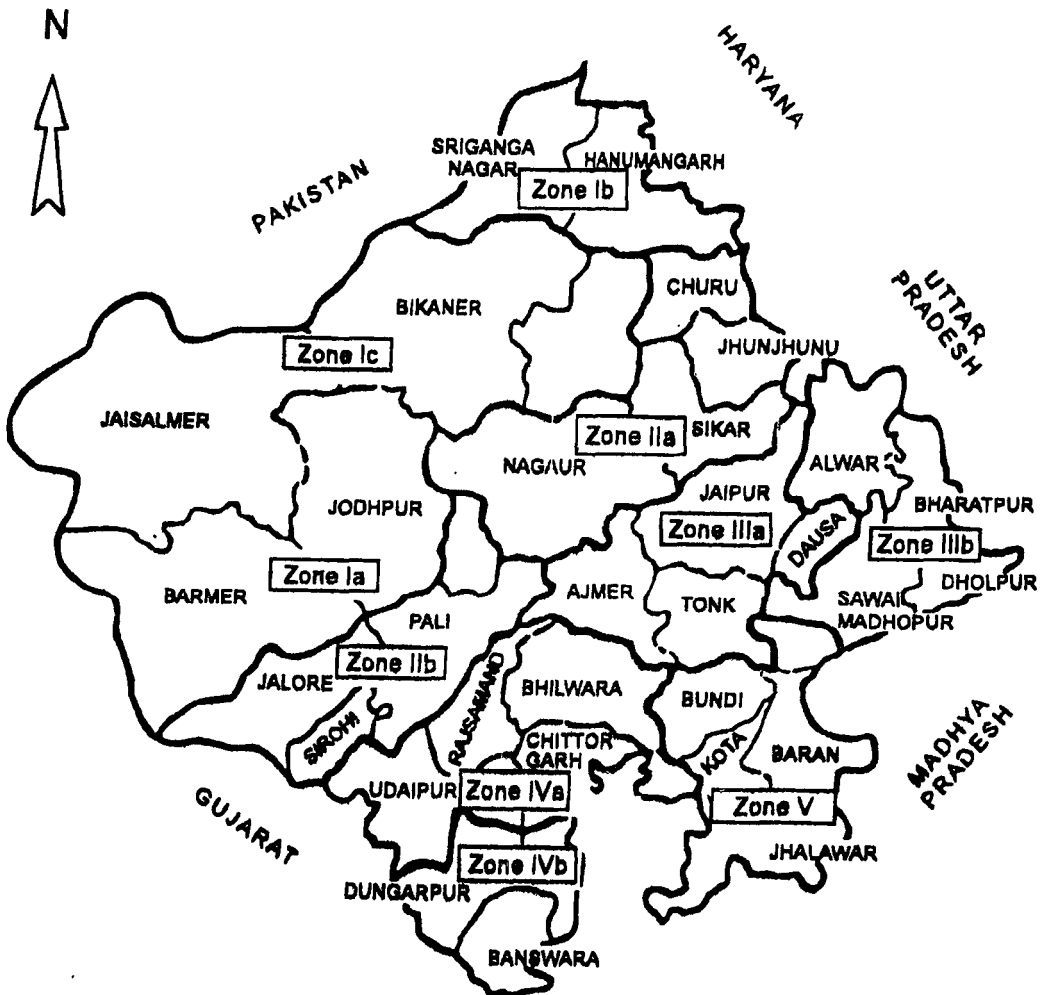 N
HARYANA
PAKISTAN
SRIGANGA
NAGAR
HANUMANGARH
Zone Ib
UTTAR
PRADESH
CHURU
BIKANER
JHUNJHUNU
Zone Ic
JAISALMER
Zone IIa
SIKAR
NAGAUR
ALWAR
JAIPUR
JODHPUR
BHARATPUR
Zone IIIa
DAUSA
Zone IIIb
Zone Ia
DHOLPUR
BARMER
AJMER
TONK
SAWAI
MADHOPUR
PALI
Zone IIb
JALORE
RAJSAMAND
BHILWARA
BUNDI
SIROHI
CHITTOR
GARH
KOTA
BARAN
MADHYA
PRADESH
UDAIPUR
Zone IVa
Zone V
GUJARAT
Zone IVb
JHALAWAR
DUNGARPUR
BANSWARA